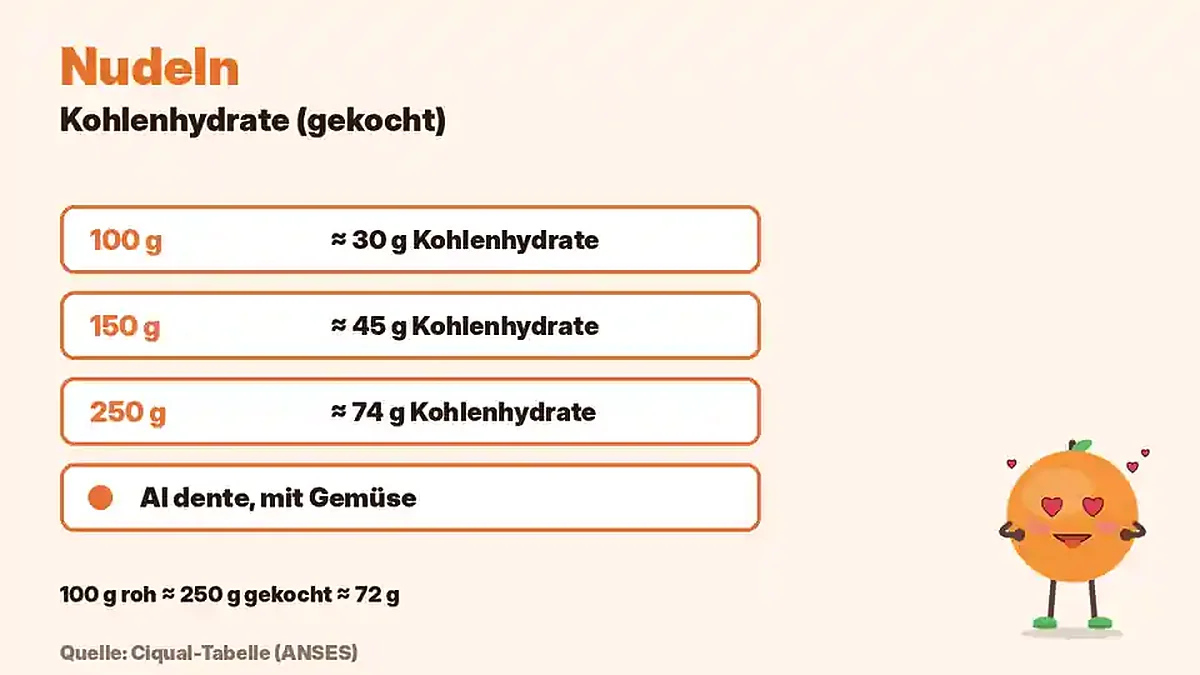 Nudeln
Kohlenhydrate (gekocht)
100 g ≈ 30 g Kohlenhydrate
150 g ≈ 45 g Kohlenhydrate
250 g ≈ 74 g Kohlenhydrate
Al dente, mit Gemüse
100 g roh ≈ 250 g gekocht ≈ 72 g
Quelle: Ciqual-Tabelle (ANSES)